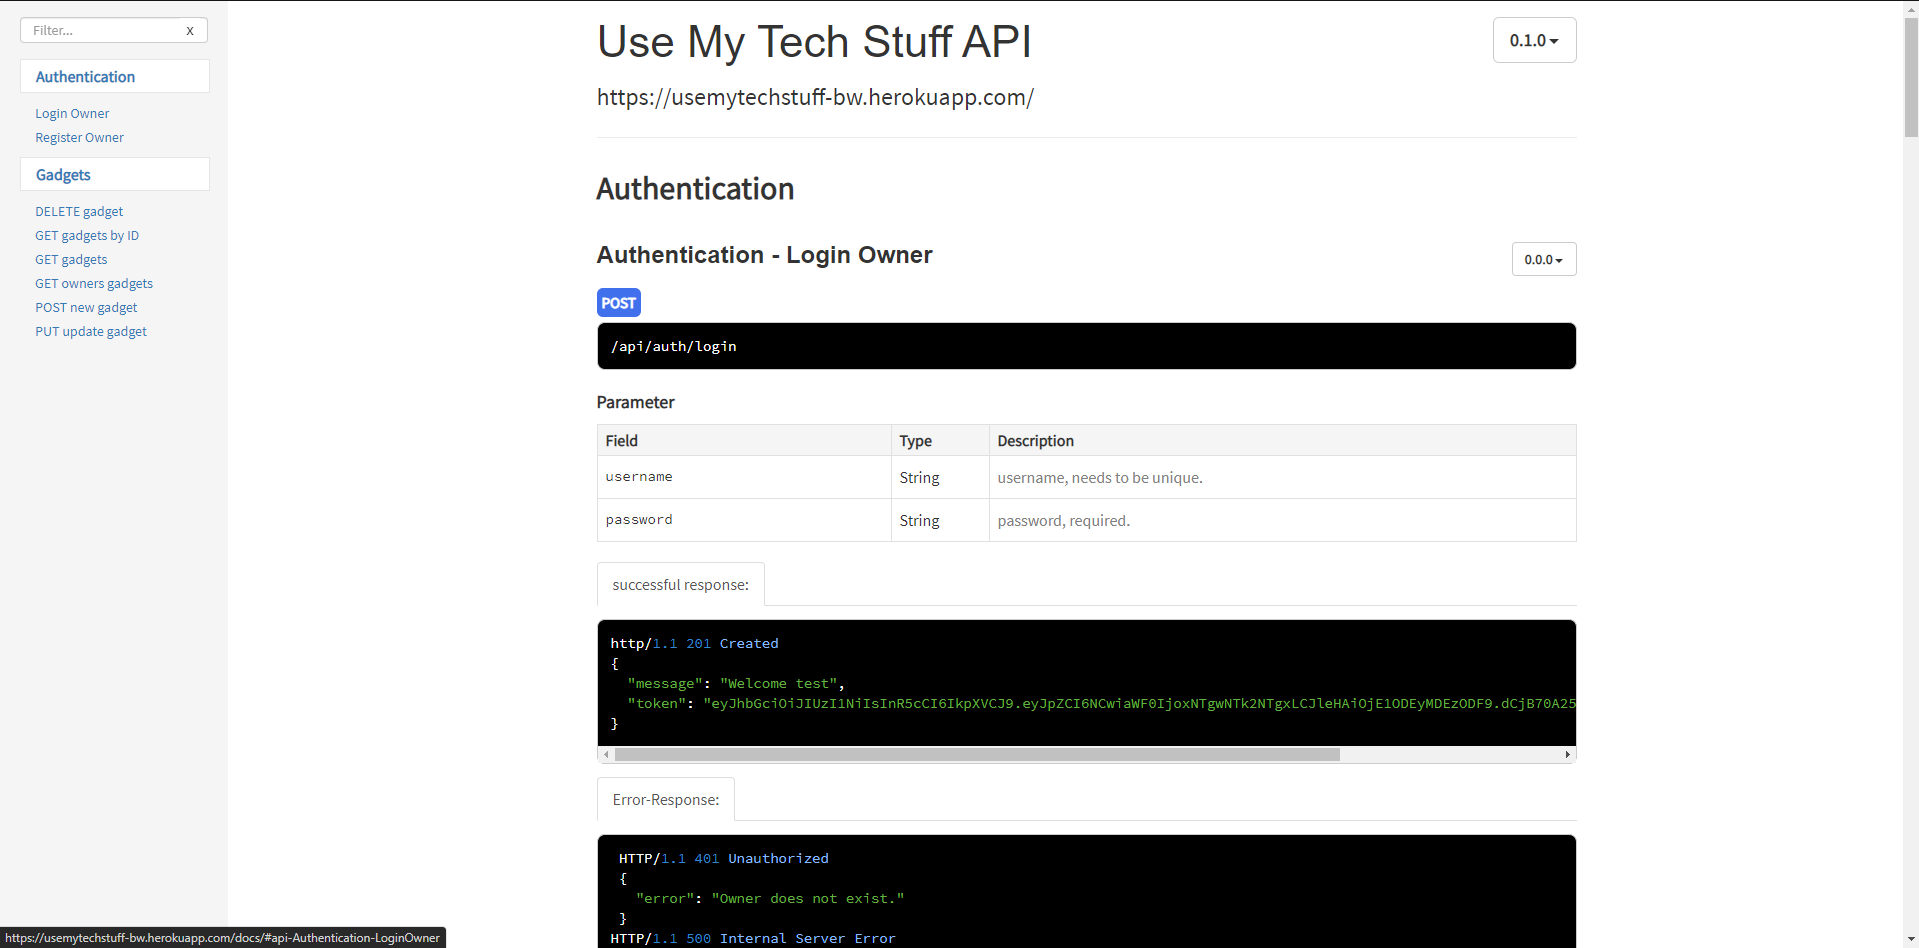 Filter...
x
Authentication
Login Owner
Register Owner
Gadgets
DELETE gadget
GET gadgets by ID
GET gadgets
GET owners gadgets
POST new gadget
PUT update gadget
Use My Tech Stuff API
0.1.0
https://usemytechstuff-bw.herokuapp.com/
Authentication
Authentication - Login Owner
0.0.0
POST
/api/auth/login
Parameter
Field Type Description
username String username, needs to be unique.
password String password, required.
successful response:
http/1.1 201 Created
{
"message": "Welcome test",
"token": "eyJhbGciOiJIUzI1NiIsInR5cCI6IkpXVCJ9.eyJpZCI6NCwiaWF0IjoxNTgwNTk2NTgxLCJleHAiOjE1ODEyMDEzODF9.dCjB70A25
}
Error-Response:
HTTP/1.1 401 Unauthorized
{
"error": "Owner does not exist."
}
HTTP/1.1 500 Internal Server Error
https://usemytechstuff-bw.herokuapp.com/docs/#api-Authentication-LoginOwner